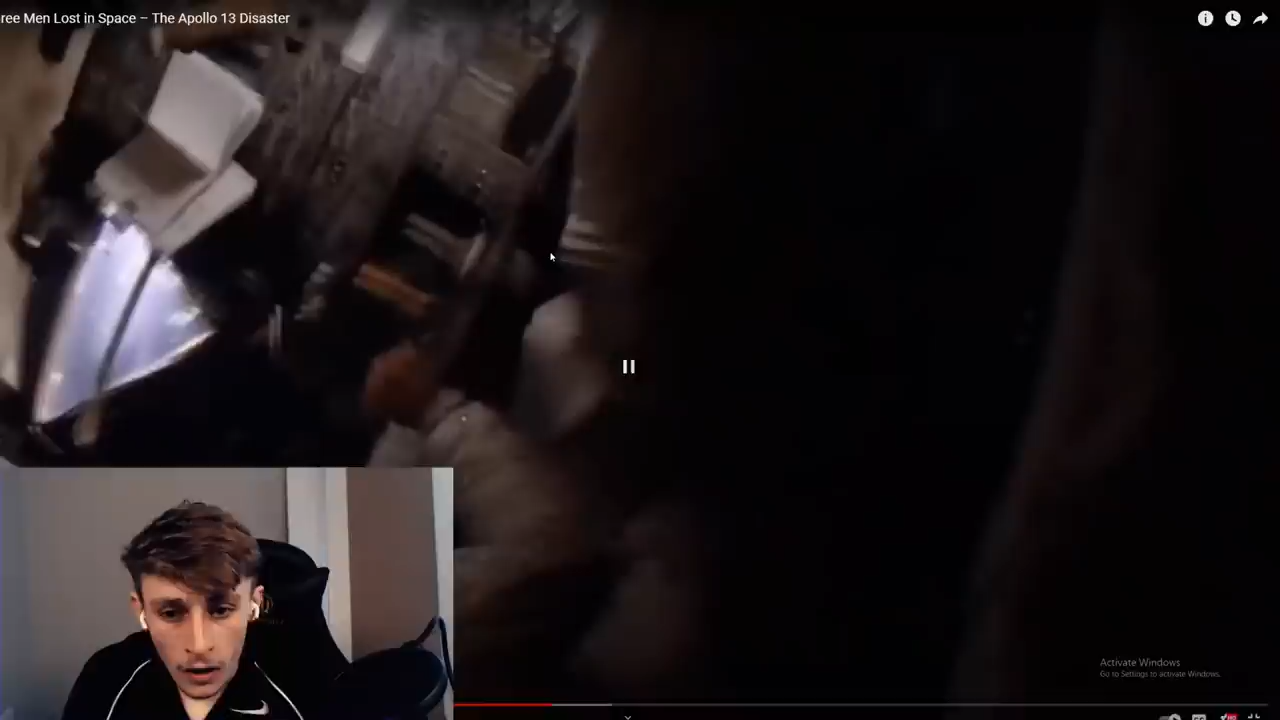 ree Men Lost in Space – The Apollo 13 Disaster
Activate Windows
Go to Settings to activate Windows.